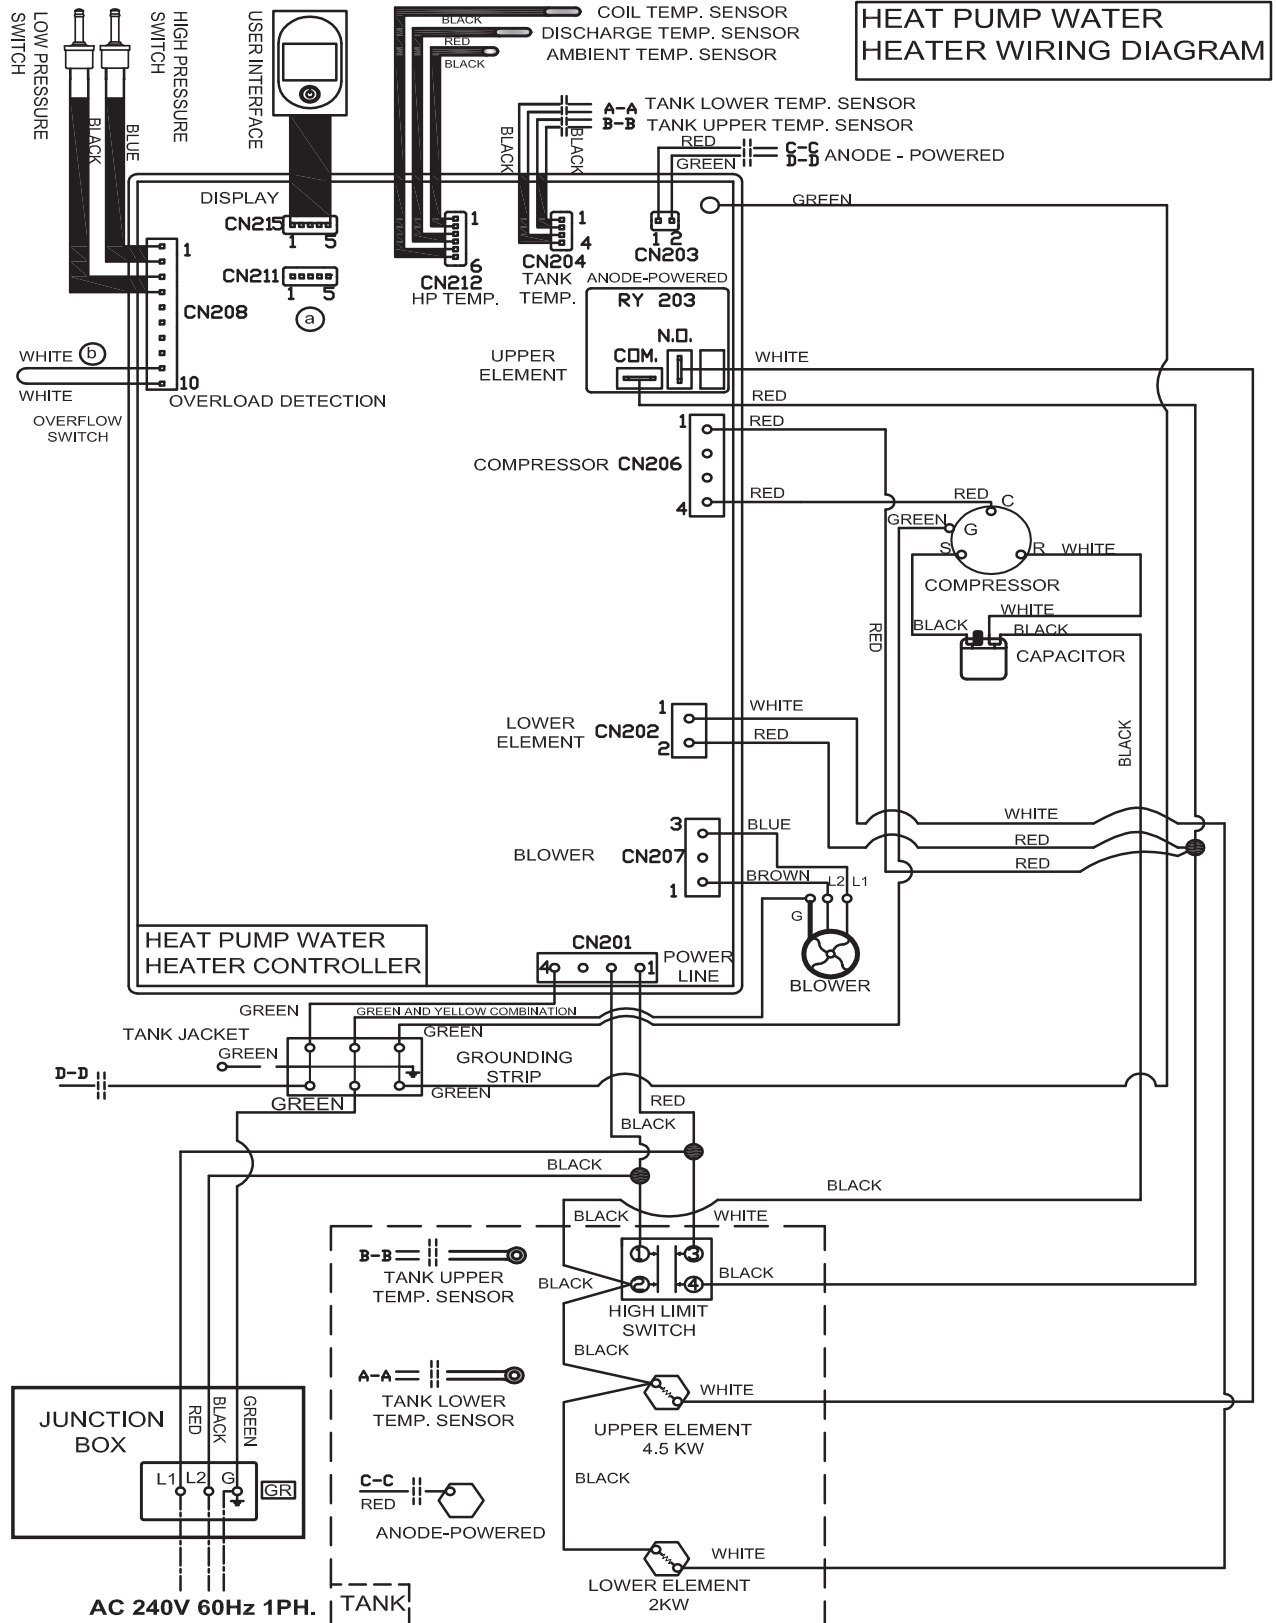 LOW PRESSURE
SWITCH
HIGH PRESSURE
SWITCH
USER INTERFACE
BLACK
COIL TEMP. SENSOR
DISCHARGE TEMP. SENSOR
RED
AMBIENT TEMP. SENSOR
BLACK
HEAT PUMP WATER
HEATER WIRING DIAGRAM
BLACK
BLUE
A-A TANK LOWER TEMP. SENSOR
B-B TANK UPPER TEMP. SENSOR
BLACK
BLACK
RED
GREEN
C-C
D-D ANODE - POWERED
DISPLAY
CN215
1 5
CN211
1 5
a
1
6
CN212
HP TEMP.
1
4
CN204
TANK
TEMP.
1 2
CN203
ANODE-POWERED
GREEN
1
CN208
10
OVERLOAD DETECTION
WHITE b
WHITE
OVERFLOW
SWITCH
RY 203
N.O.
COM.
UPPER
ELEMENT
WHITE
RED
1
RED
COMPRESSOR CN206
4
RED
RED
C
GREEN
G
S
R
WHITE
COMPRESSOR
WHITE
BLACK
BLACK
CAPACITOR
RED
BLACK
LOWER
ELEMENT
CN202
1
2
WHITE
RED
WHITE
RED
RED
BLOWER
CN207
3
1
BLUE
BROWN
L2 L1
G
BLOWER
HEAT PUMP WATER
HEATER CONTROLLER
CN201
4 1
POWER
LINE
GREEN
GREEN AND YELLOW COMBINATION
GREEN
TANK JACKET
GREEN
GROUNDING
STRIP
D-D
GREEN
GREEN
RED
BLACK
BLACK
BLACK
BLACK
WHITE
1 3
2 4
BLACK
BLACK
HIGH LIMIT
SWITCH
B-B
TANK UPPER
TEMP. SENSOR
BLACK
A-A
TANK LOWER
TEMP. SENSOR
WHITE
UPPER ELEMENT
4.5 KW
BLACK
C-C
RED
ANODE-POWERED
WHITE
LOWER ELEMENT
2KW
TANK
JUNCTION
BOX
RED
BLACK
GREEN
L1 L2 G
GR
AC 240V 60Hz 1PH.